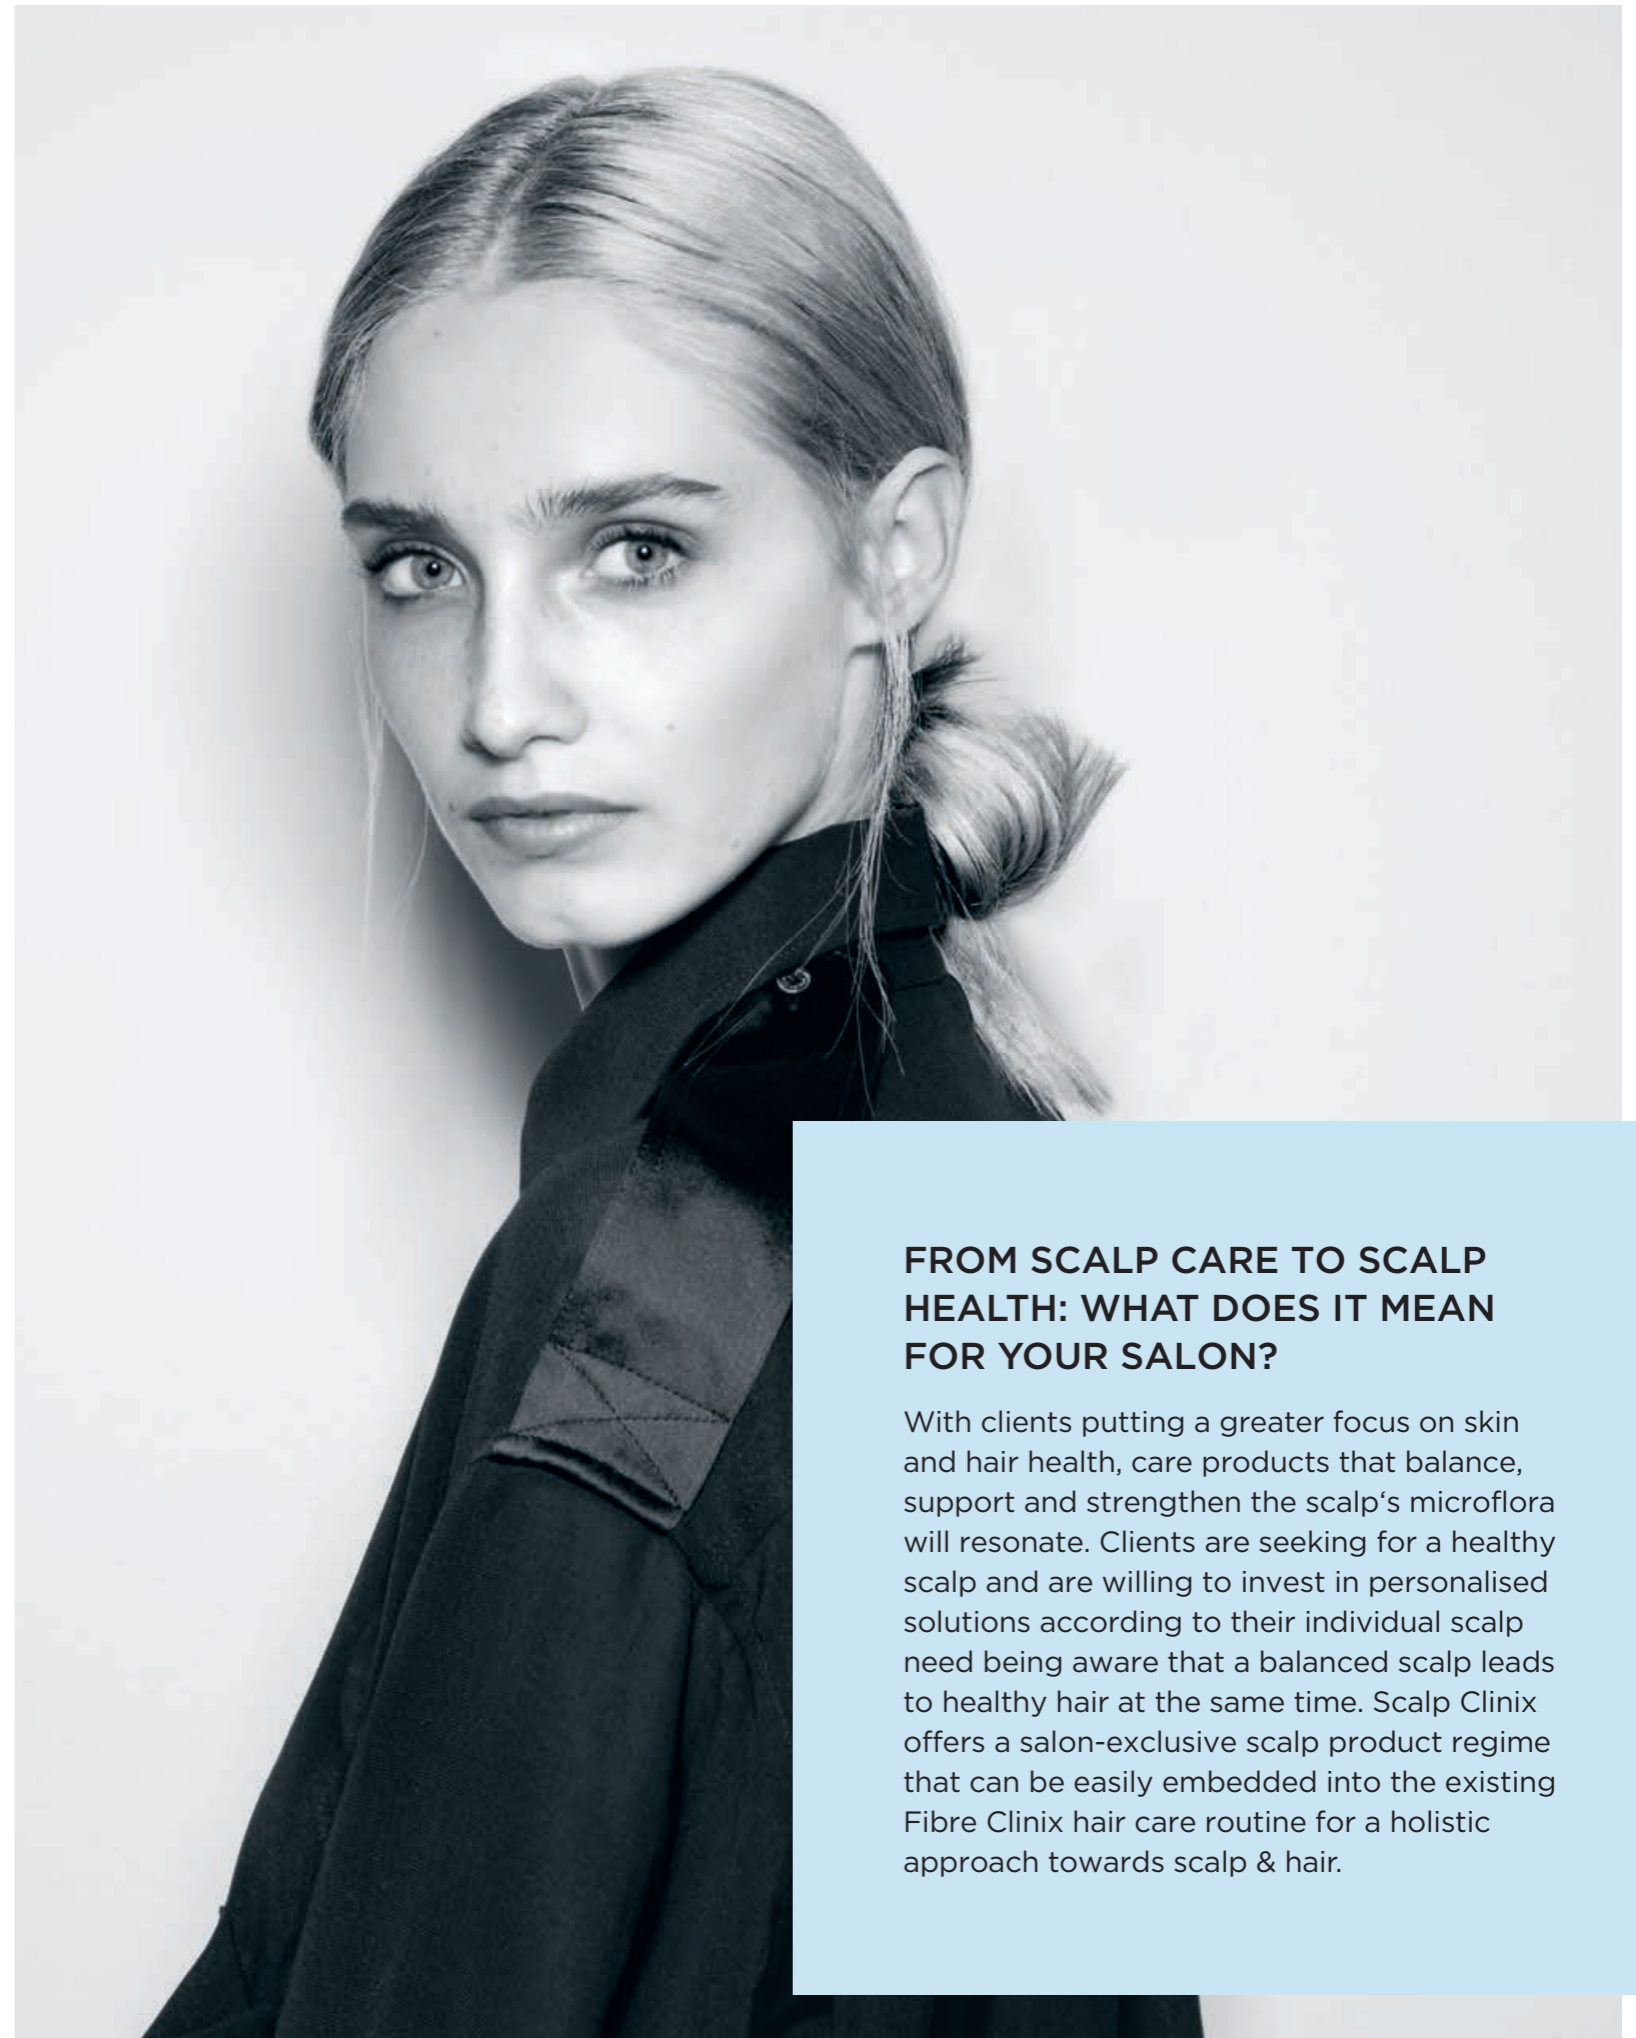 FROM SCALP CARE TO SCALP
HEALTH: WHAT DOES IT MEAN
FOR YOUR SALON?
With clients putting a greater focus on skin
and hair health, care products that balance,
support and strengthen the scalp‘s microflora
will resonate. Clients are seeking for a healthy
scalp and are willing to invest in personalised
solutions according to their individual scalp
need being aware that a balanced scalp leads
to healthy hair at the same time. Scalp Clinix
offers a salon-exclusive scalp product regime
that can be easily embedded into the existing
Fibre Clinix hair care routine for a holistic
approach towards scalp & hair.